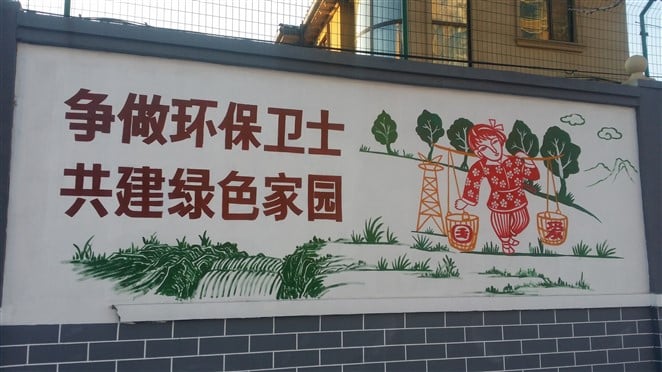 争做环保卫士
共建绿色家园
国 爱